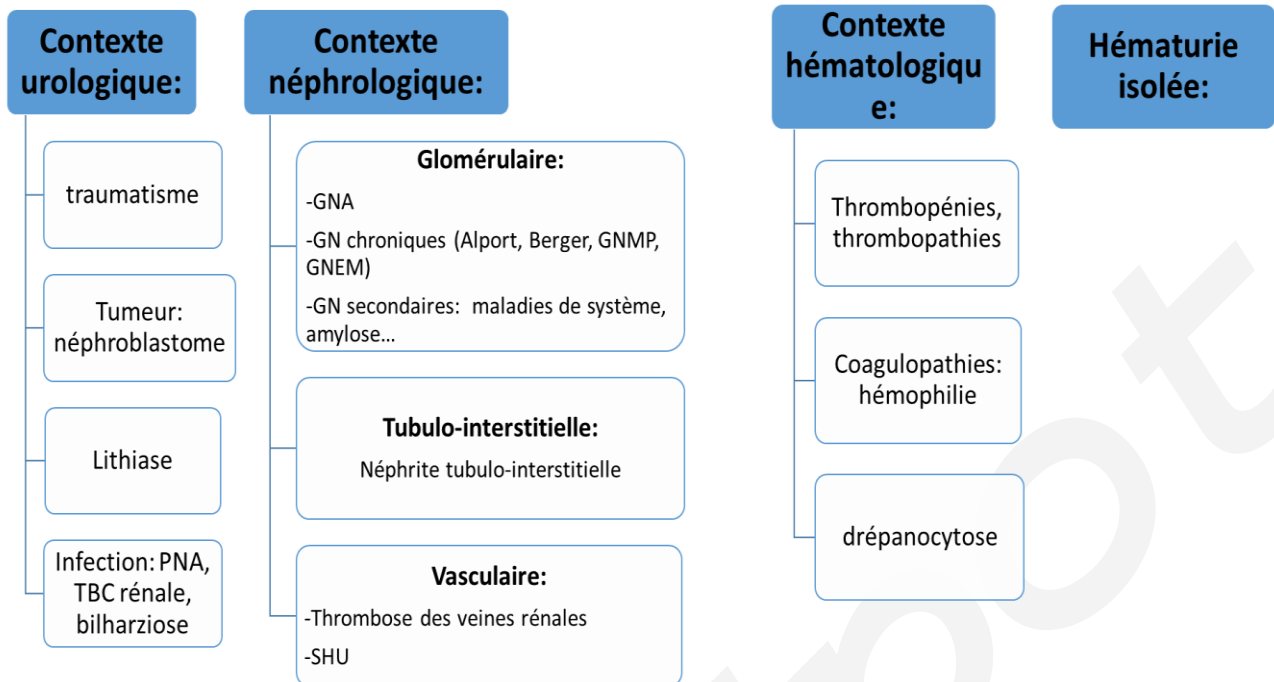 Contexte
urologique:
traumatisme
Tumeur:
néphroblastome
Lithiase
Infection: PNA,
TBC rénale,
bilharziose
Contexte
néphrologique:
Glomérulaire:
-GNA
-GN chroniques (Alport, Berger, GNMP,
GNEM)
-GN secondaires: maladies de système,
amylose...
Tubulo-interstitielle:
Néphrite tubulo-interstitielle
Vasculaire:
-Thrombose des veines rénales
-SHU
Contexte
hématologiqu
e:
Thrombopénies,
thrombopathies
Coagulopathies:
hémophilie
drépanocytose
Hématurie
isolée: